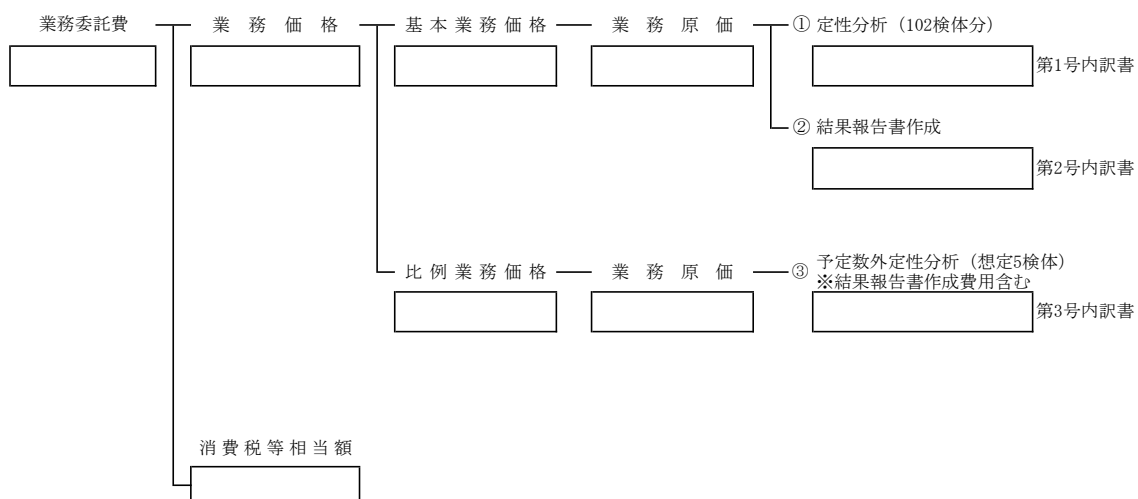 業務委託費
業務価格
基本業務価格
業務原価
① 定性分析（102検体分）
第1号内訳書
② 結果報告書作成
第2号内訳書
比例業務価格
業務原価
③ 予定数外定性分析（想定5検体）
※結果報告書作成費用含む
第3号内訳書
消費税等相当額